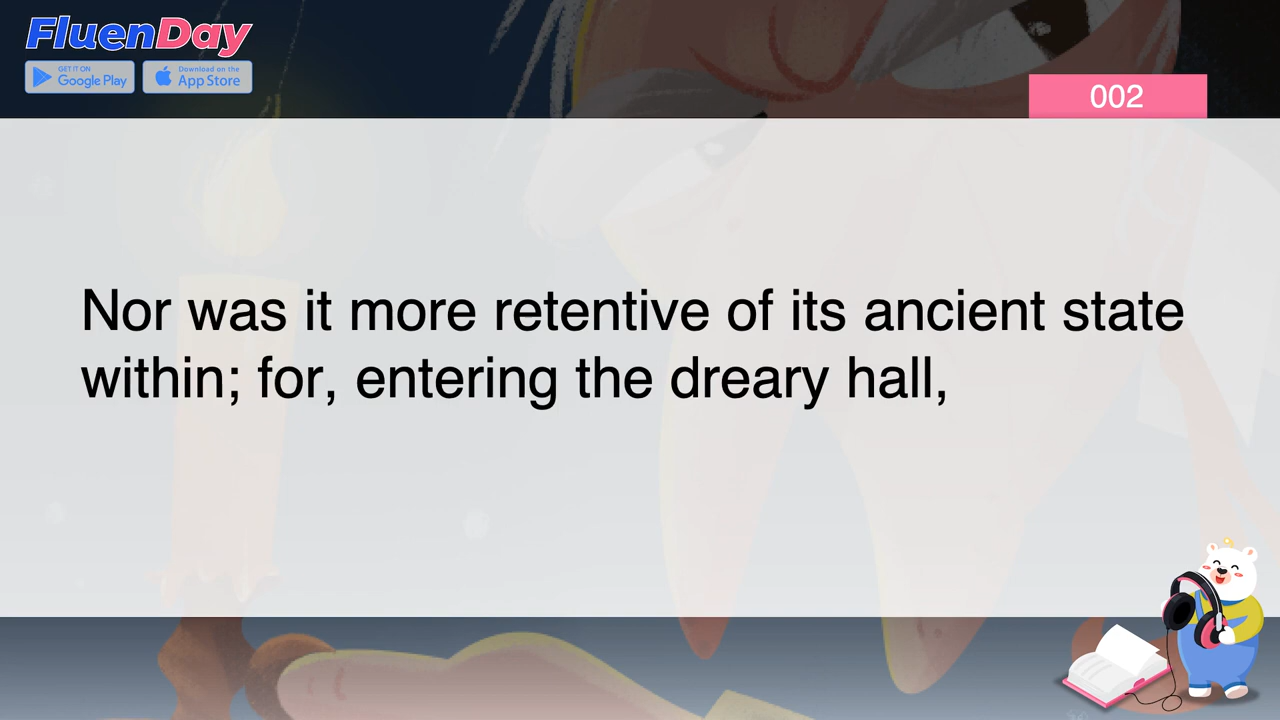 FluenDay
GET IT ON
Google Play
Download on the
App Store
002
Nor was it more retentive of its ancient state
within; for, entering the dreary hall,